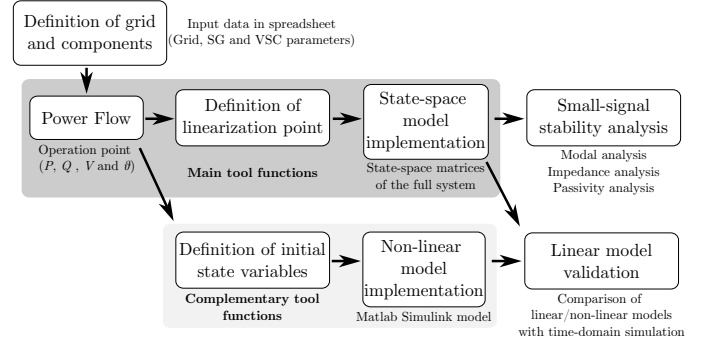 Definition of grid
and components
Input data in spreadsheet
(Grid, SG and VSC parameters)
Power Flow
Operation point
(P, Q , V and θ)
Definition of
linearization point
Main tool functions
State-space
model
implementation
State-space matrices
of the full system
Small-signal
stability analysis
Modal analysis
Impedance analysis
Passivity analysis
Definition of initial
state variables
Complementary tool
functions
Non-linear
model
implementation
Matlab Simulink model
Linear model
validation
Comparison of
linear/non-linear models
with time-domain simulation